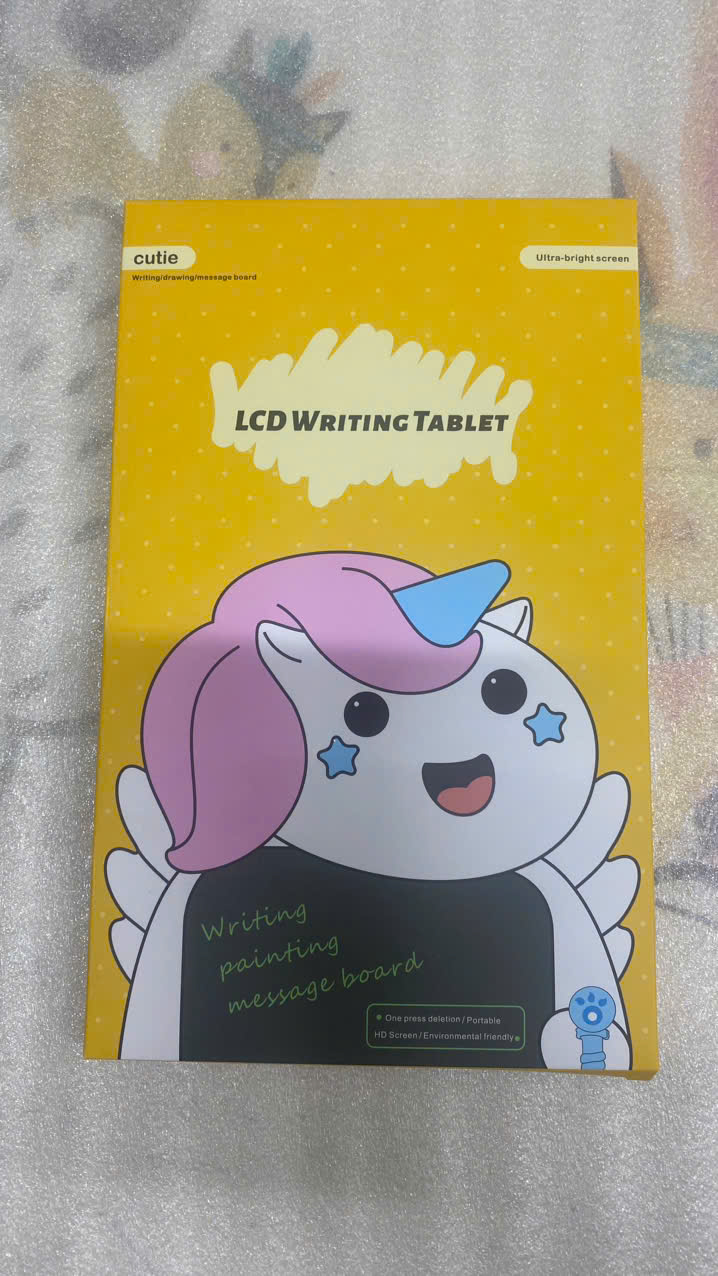 cutie
Ultra-bright screen
Writing/drawing/message board
LCD WRITING TABLET
Writing
painting
message board
One press deletion / Portable
HD Screen / Environmental friendly